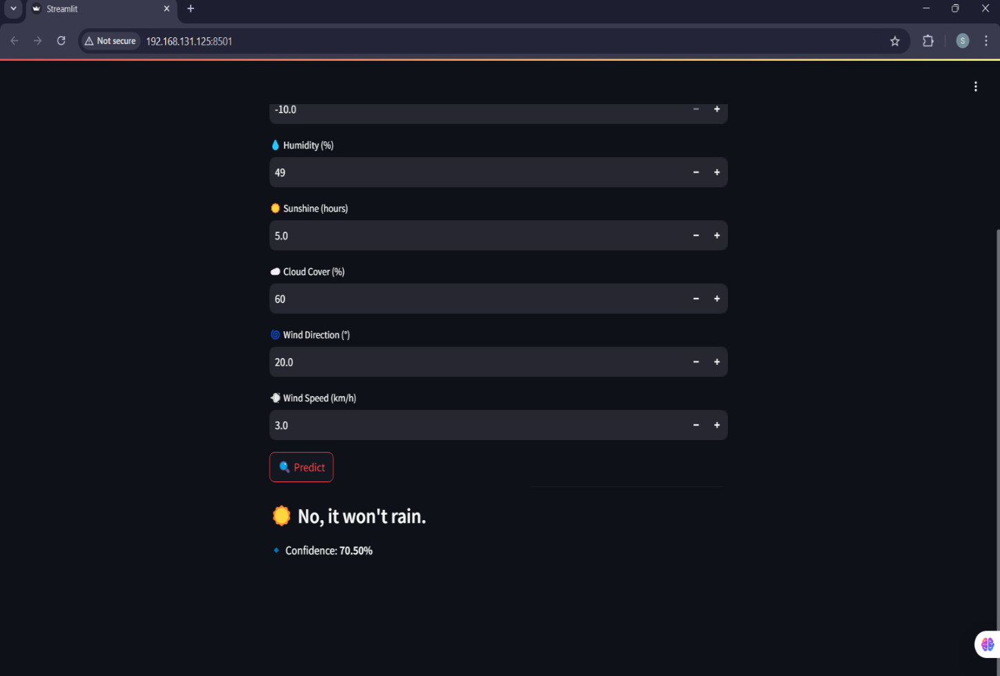 Streamlit
Not secure
192.168.131.125:8501
S
-10.0
Humidity (%)
49
Sunshine (hours)
5.0
Cloud Cover (%)
60
Wind Direction (°)
20.0
Wind Speed (km/h)
3.0
Predict
No, it won't rain.
Confidence: 70.50%